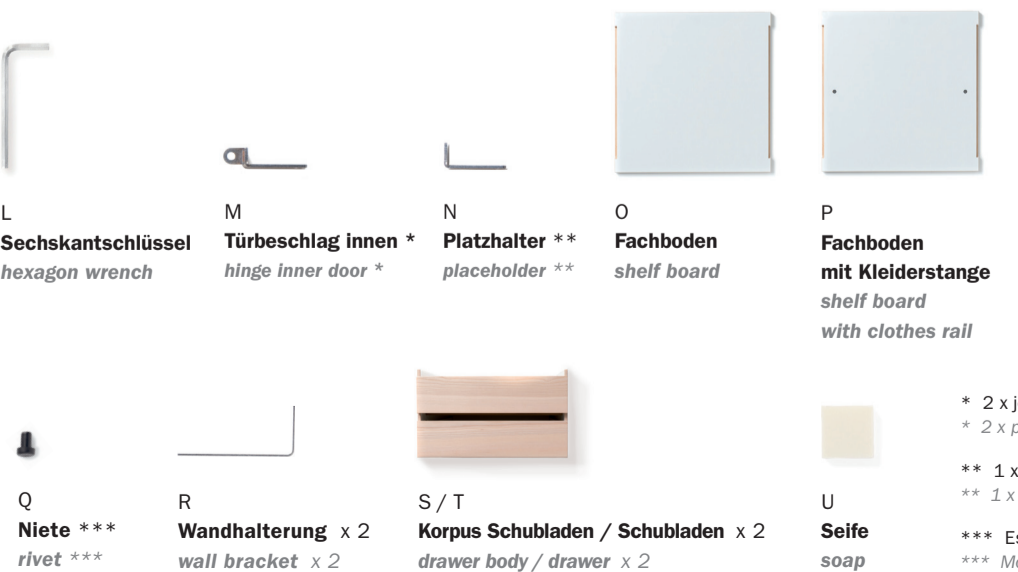 L
Sechskantschlüssel
hexagon wrench
M
Türbeschlag innen *
hinge inner door *
N
Platzhalter **
placeholder **
O
Fachboden
shelf board
P
Fachboden
mit Kleiderstange
shelf board
with clothes rail
Q
Niete ***
rivet ***
R
Wandhalterung x 2
wall bracket x 2
S / T
Korpus Schubladen / Schubladen x 2
drawer body / drawer x 2
U
Seife
soap
* 2 x
* 2 x
** 1 x
** 1 x
***
***